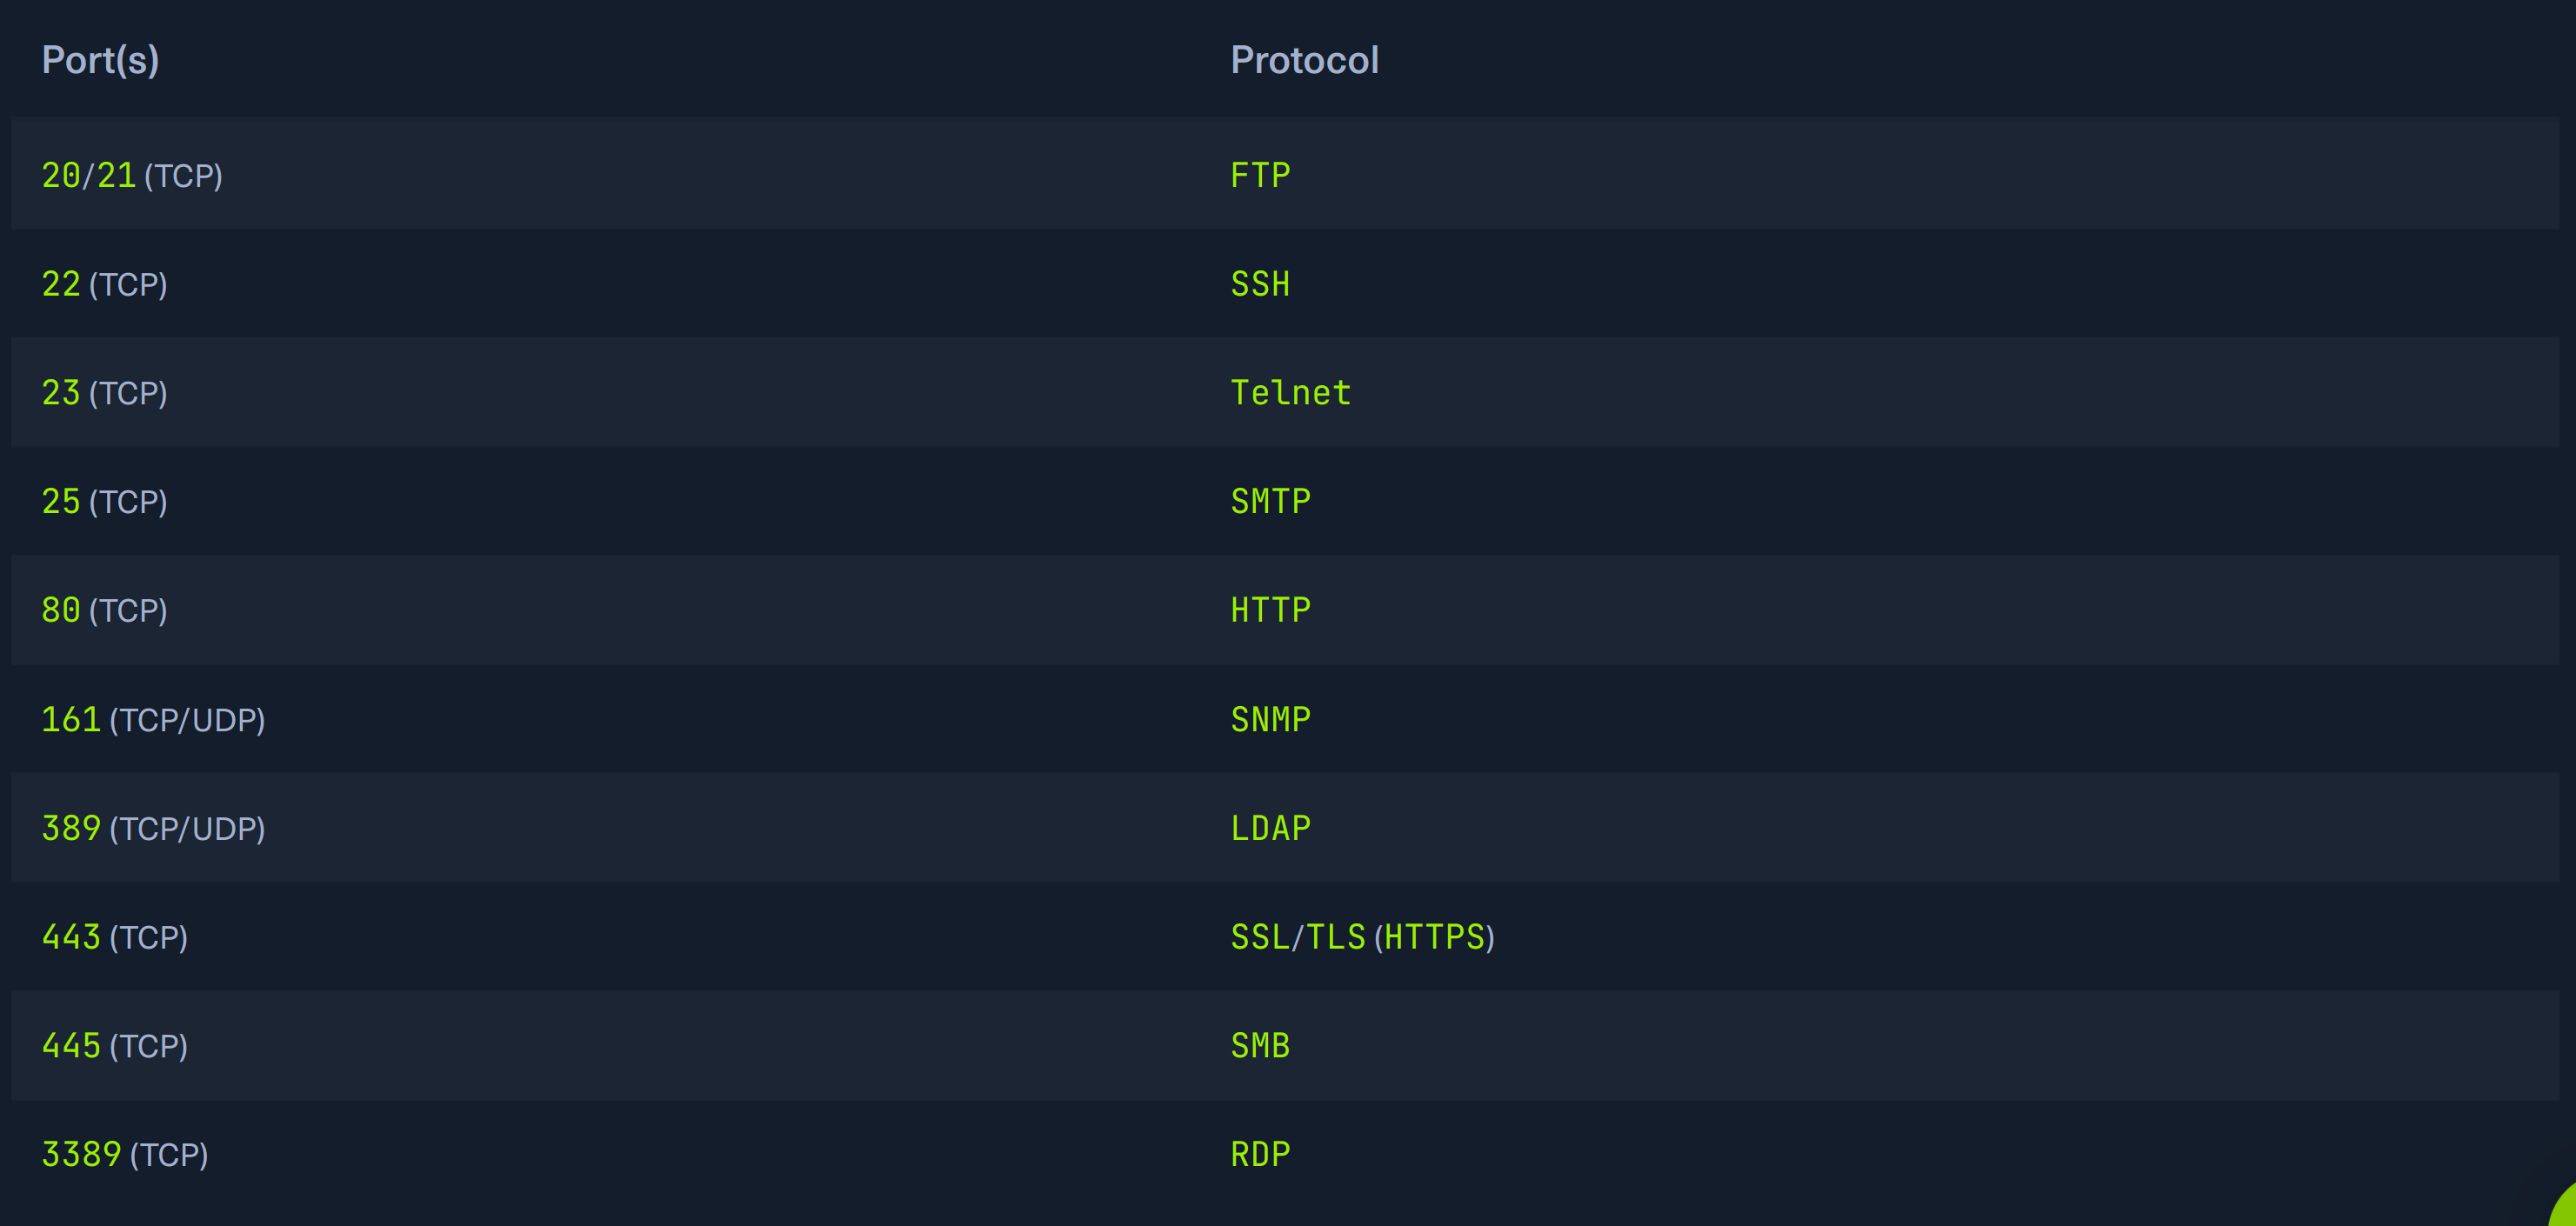 Port(s) Protocol
20/21 (TCP) FTP
22 (TCP) SSH
23 (TCP) Telnet
25 (TCP) SMTP
80 (TCP) HTTP
161 (TCP/UDP) SNMP
389 (TCP/UDP) LDAP
443 (TCP) SSL/TLS (HTTPS)
445 (TCP) SMB
3389 (TCP) RDP